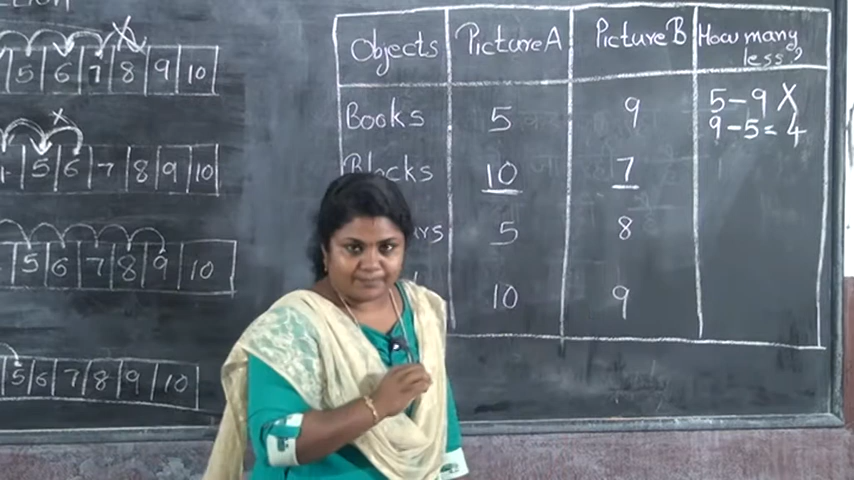 ION
5 6 7 8 9 10
5 6 7 8 9 10
5 6 7 8 9 10
5 6 7 8 9 10
Objects Picture A Picture B How many less?
Books 5 9 5-9 X
9-5=4
Blocks 10 7
5 8
10 9